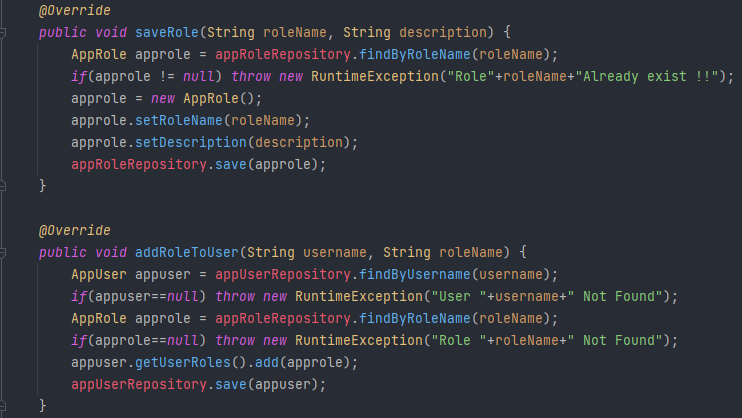 @Override
public void saveRole(String roleName, String description) {
AppRole approle = appRoleRepository.findByRoleName(roleName);
if(approle != null) throw new RuntimeException("Role"+roleName+"Already exist !!");
approle = new AppRole();
approle.setRoleName(roleName);
approle.setDescription(description);
appRoleRepository.save(approle);
}
@Override
public void addRoleToUser(String username, String roleName) {
AppUser appuser = appUserRepository.findByUsername(username);
if(appuser==null) throw new RuntimeException("User "+username+" Not Found");
AppRole approle = appRoleRepository.findByRoleName(roleName);
if(approle==null) throw new RuntimeException("Role "+roleName+" Not Found");
appuser.getUserRoles().add(approle);
appUserRepository.save(appuser);
}